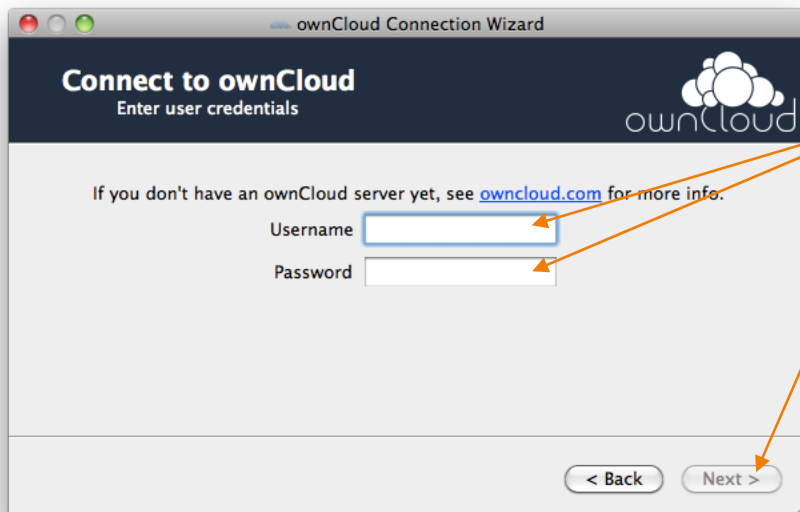 ownCloud Connection Wizard
Connect to ownCloud
Enter user credentials
ownCloud
If you don't have an ownCloud server yet, see owncloud.com for more info.
Username
Password
< Back
Next >